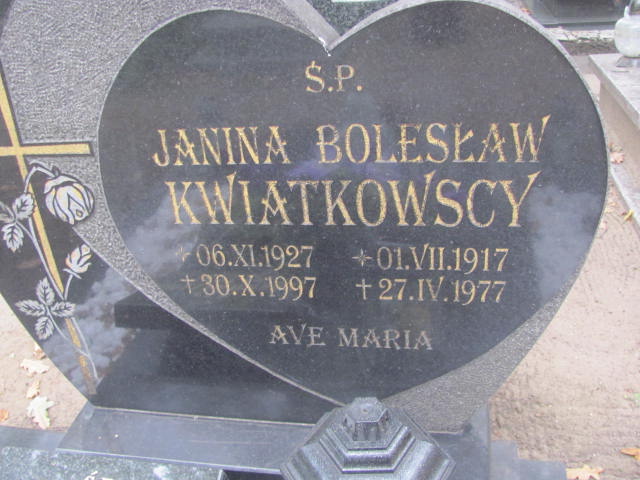 Ś.P.
JANINA BOLESŁAW
KWIATKOWSCY
* 06.XI.1927 * 01.VII.1917
† 30.X.1997 † 27.IV.1977
AVE MARIA